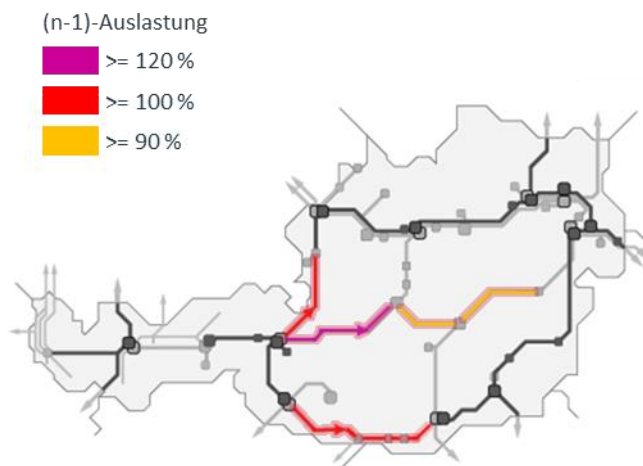 (n-1)-Auslastung
>= 120 %
>= 100 %
>= 90 %